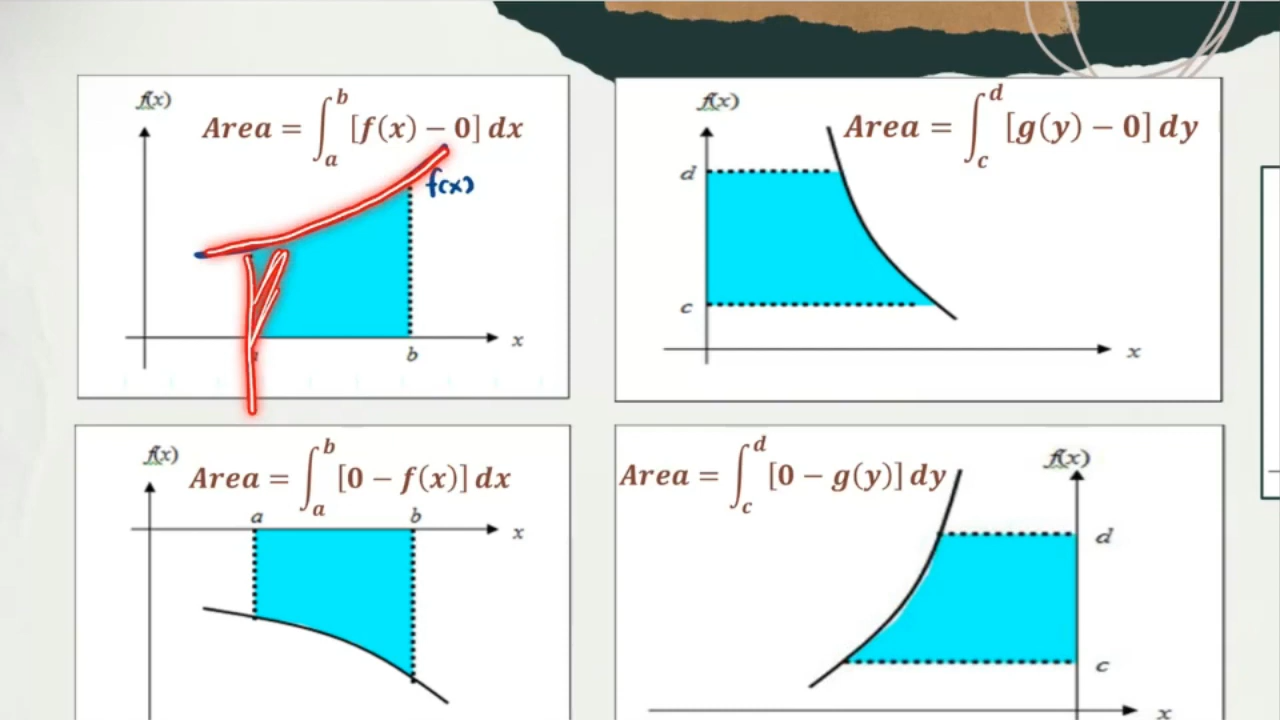 f(x)
Area = ∫_a^b [f(x) − 0] dx
f(x)
x
b
f(x)
Area = ∫_c^d [g(y) − 0] dy
d
c
x
f(x)
Area = ∫_a^b [0 − f(x)] dx
a b
x
Area = ∫_c^d [0 − g(y)] dy
f(x)
d
c
x